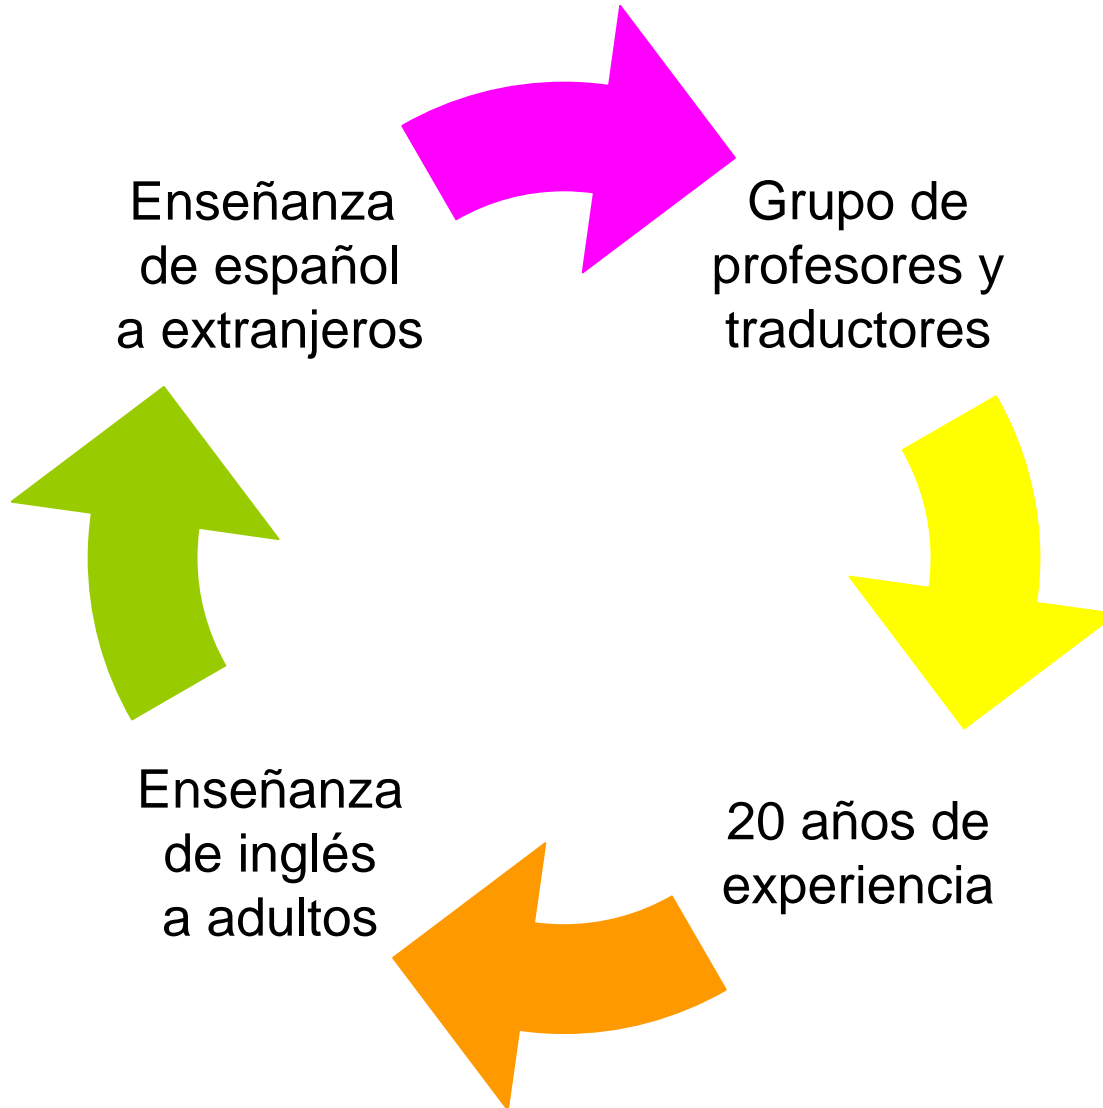 Enseñanza
de español
a extranjeros
Grupo de
profesores y
traductores
Enseñanza
de inglés
a adultos
20 años de
experiencia